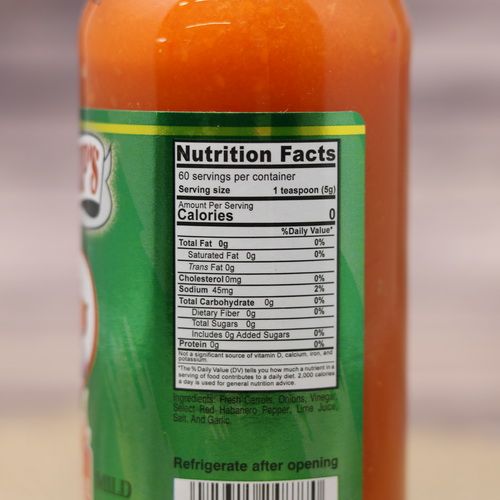 'S
Nutrition Facts
60 servings per container
Serving size 1 teaspoon (5g)
Amount Per Serving
Calories 0
%Daily Value*
Total Fat 0g 0%
Saturated Fat 0g 0%
Trans Fat 0g
Cholesterol 0mg 0%
Sodium 45mg 2%
Total Carbohydrate 0g 0%
Dietary Fiber 0g 0%
Total Sugars 0g
Includes 0g Added Sugars 0%
Protein 0g 0%
Not a significant source of vitamin D, calcium, iron, and
potassium.
*The % Daily Value (DV) tells you how much a nutrient in a
serving of food contributes to a daily diet. 2,000 calories
a day is used for general nutrition advice.
Ingredients: Fresh Carrots, Onions, Vinegar,
Select Red Habanero Pepper, Lime Juice,
Salt, And Garlic.
Refrigerate after opening
MILD